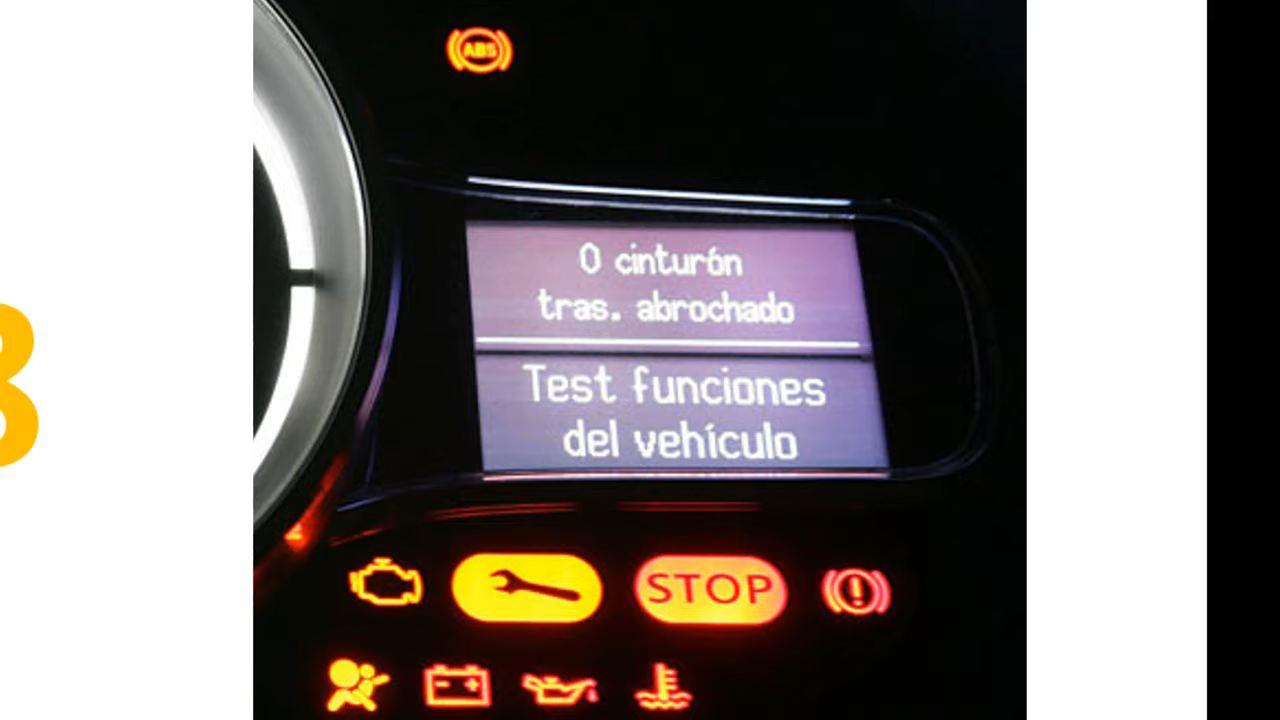 ABS
0 cinturón
tras. abrochado
Test funciones
del vehículo
STOP